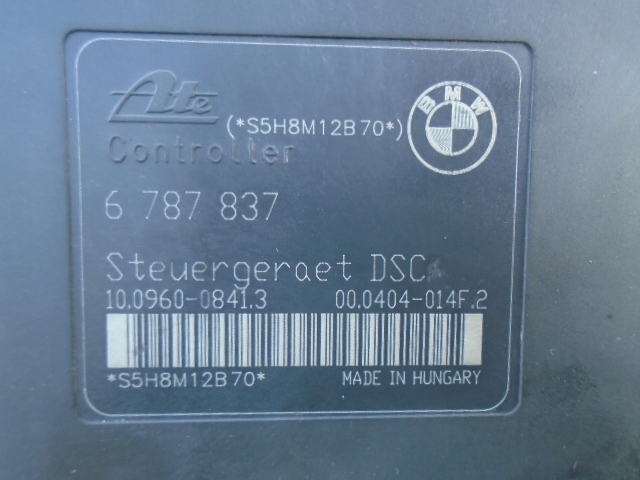 Ate
(*S5H8M12B70*)
BMW
Controller
6 787 837
Steuergeraet DSC
10.0960-0841.3 00.0404-014F.2
*S5H8M12B70*
MADE IN HUNGARY